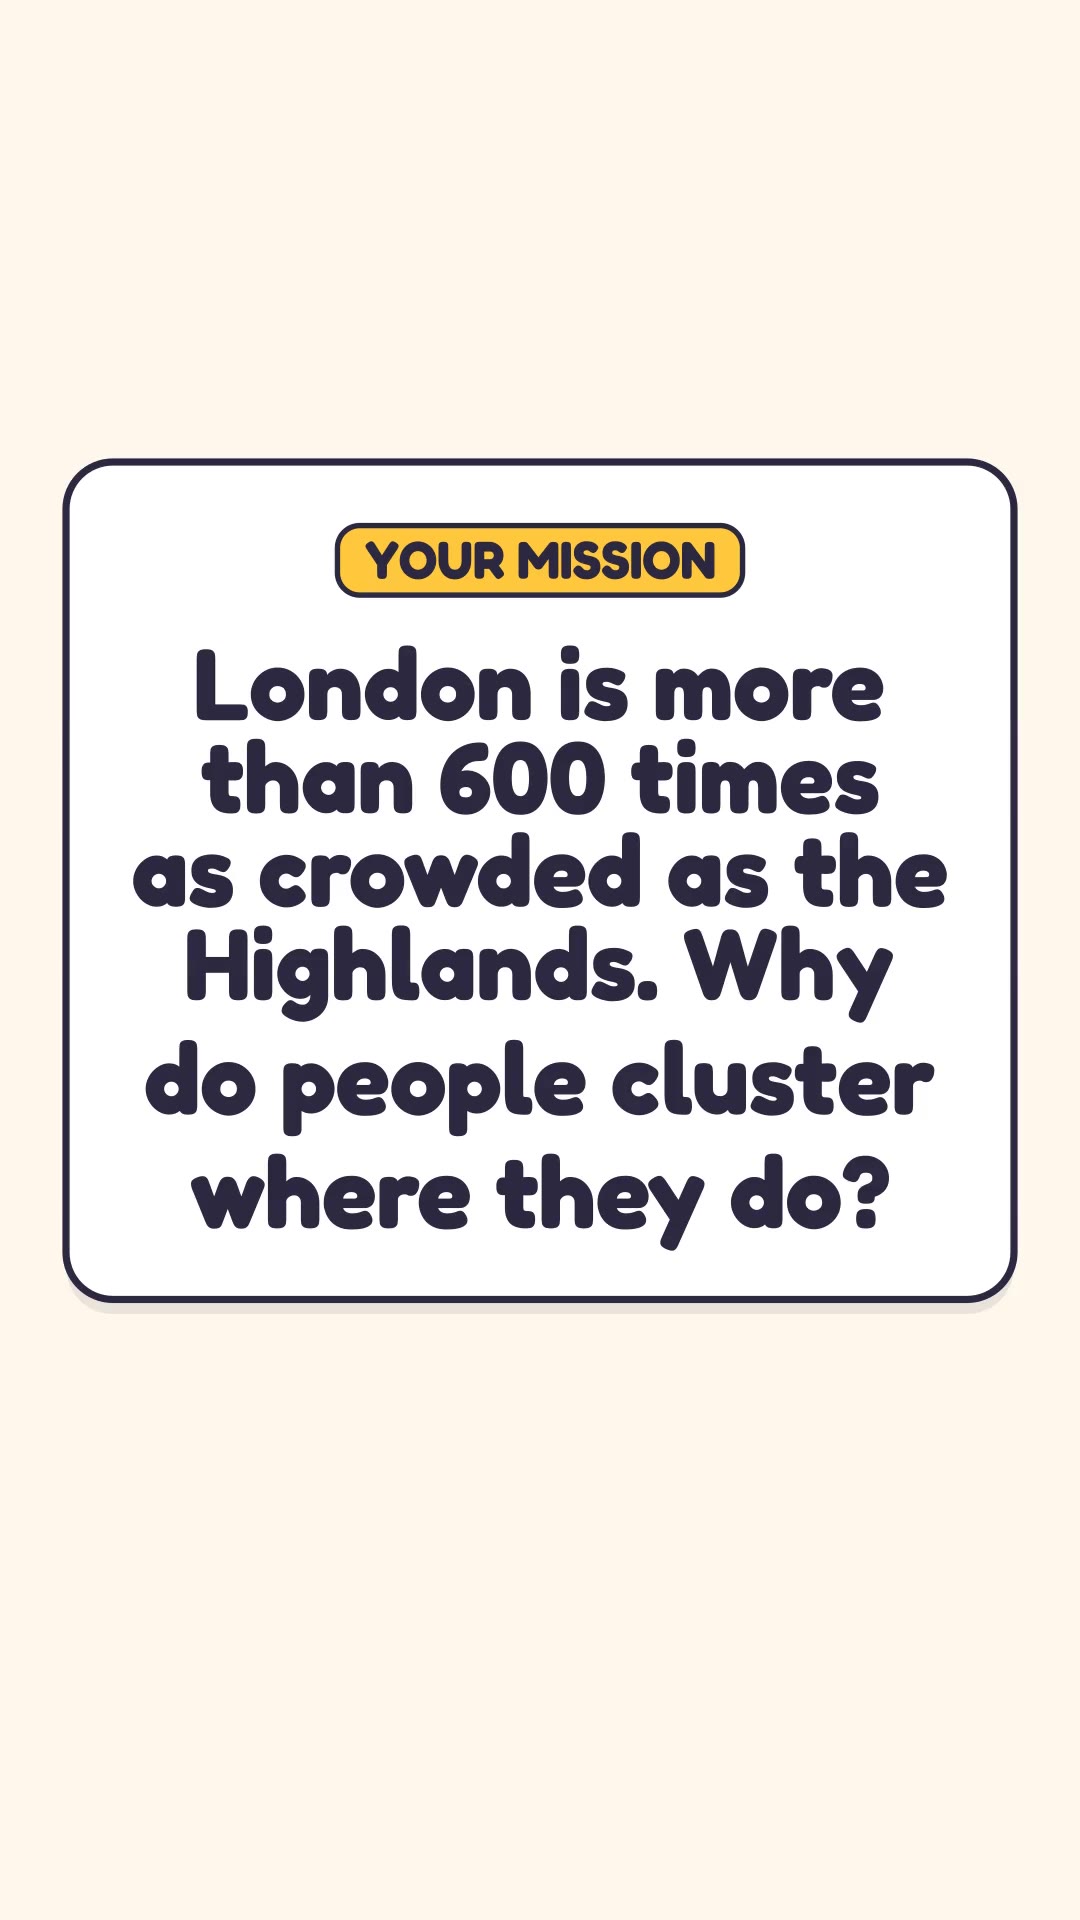 YOUR MISSION
London is more
than 600 times
as crowded as the
Highlands. Why
do people cluster
where they do?